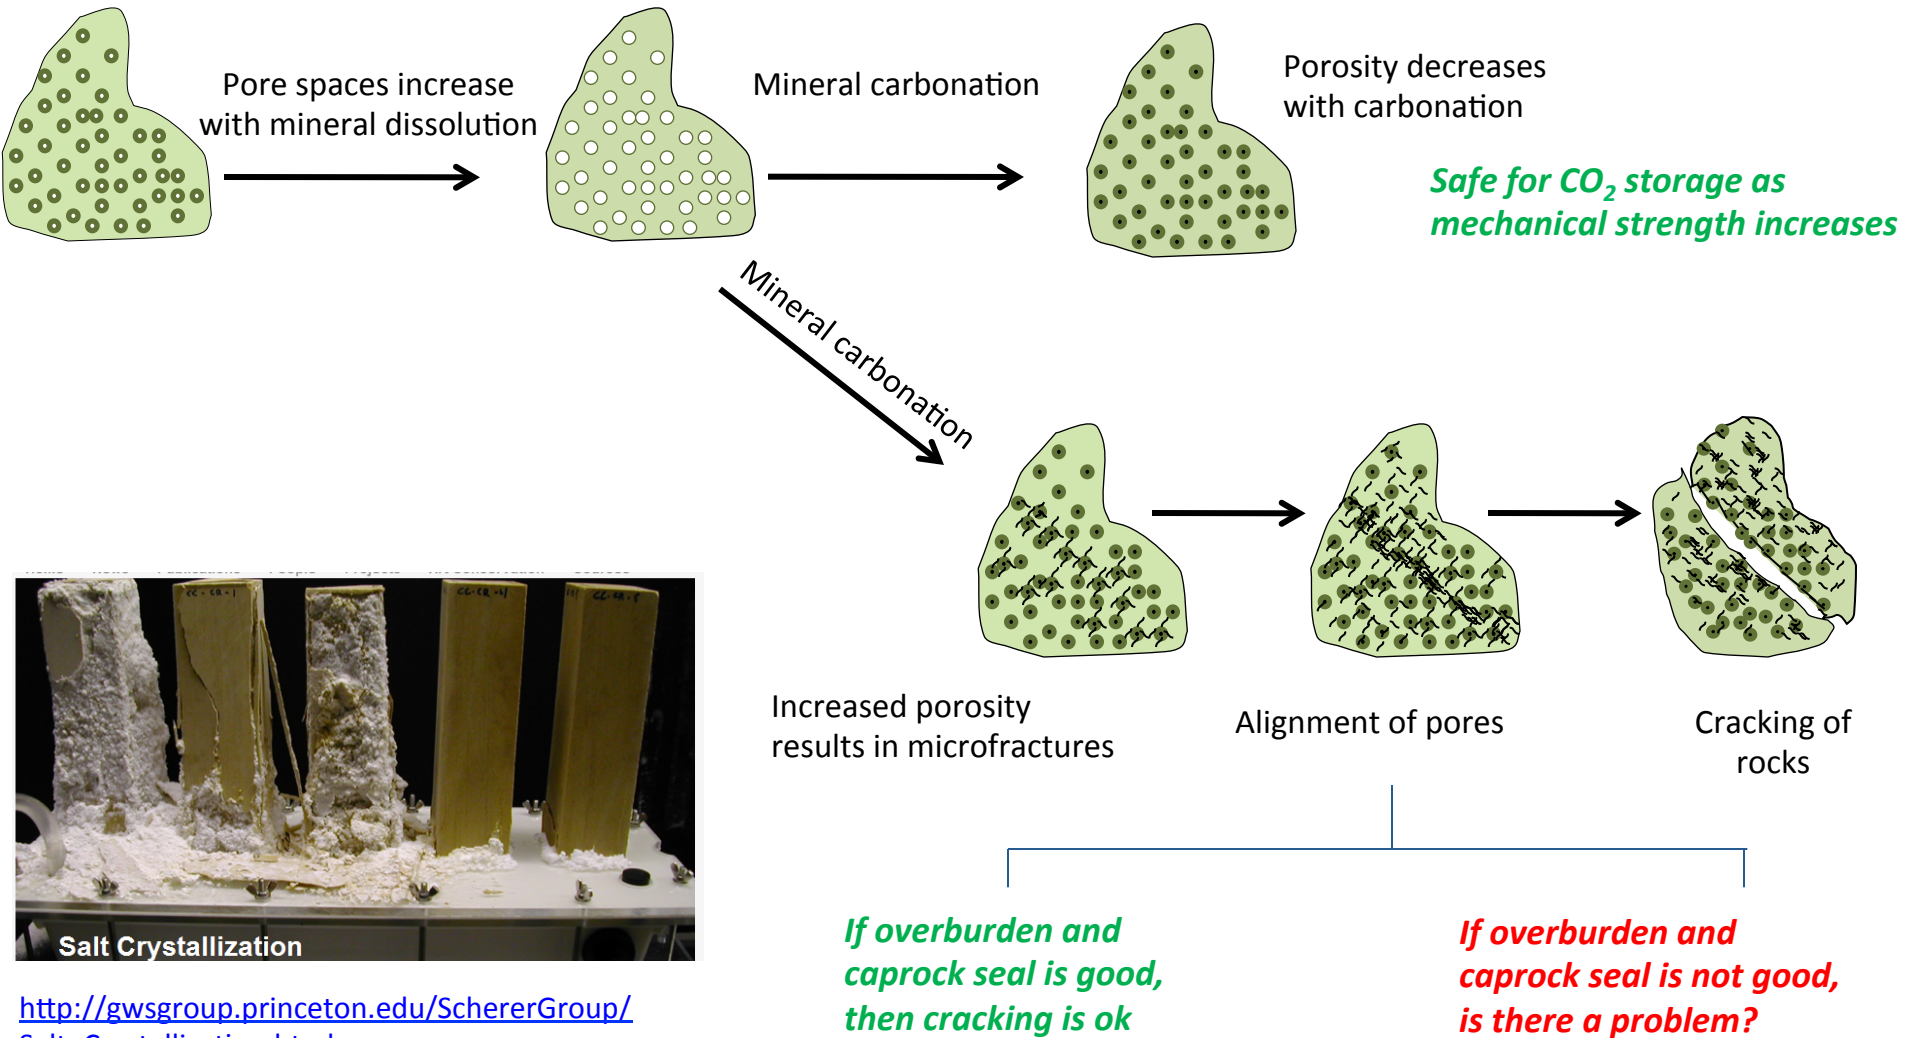 Pore spaces increase
with mineral dissolution
Mineral carbonation
Porosity decreases
with carbonation
Safe for CO2 storage as
mechanical strength increases
Mineral carbonation
Increased porosity
results in microfractures
Alignment of pores
Cracking of
rocks
CC-CR-1
Salt Crystallization
http://gwsgroup.princeton.edu/SchererGroup/
If overburden and
caprock seal is good,
then cracking is ok
If overburden and
caprock seal is not good,
is there a problem?